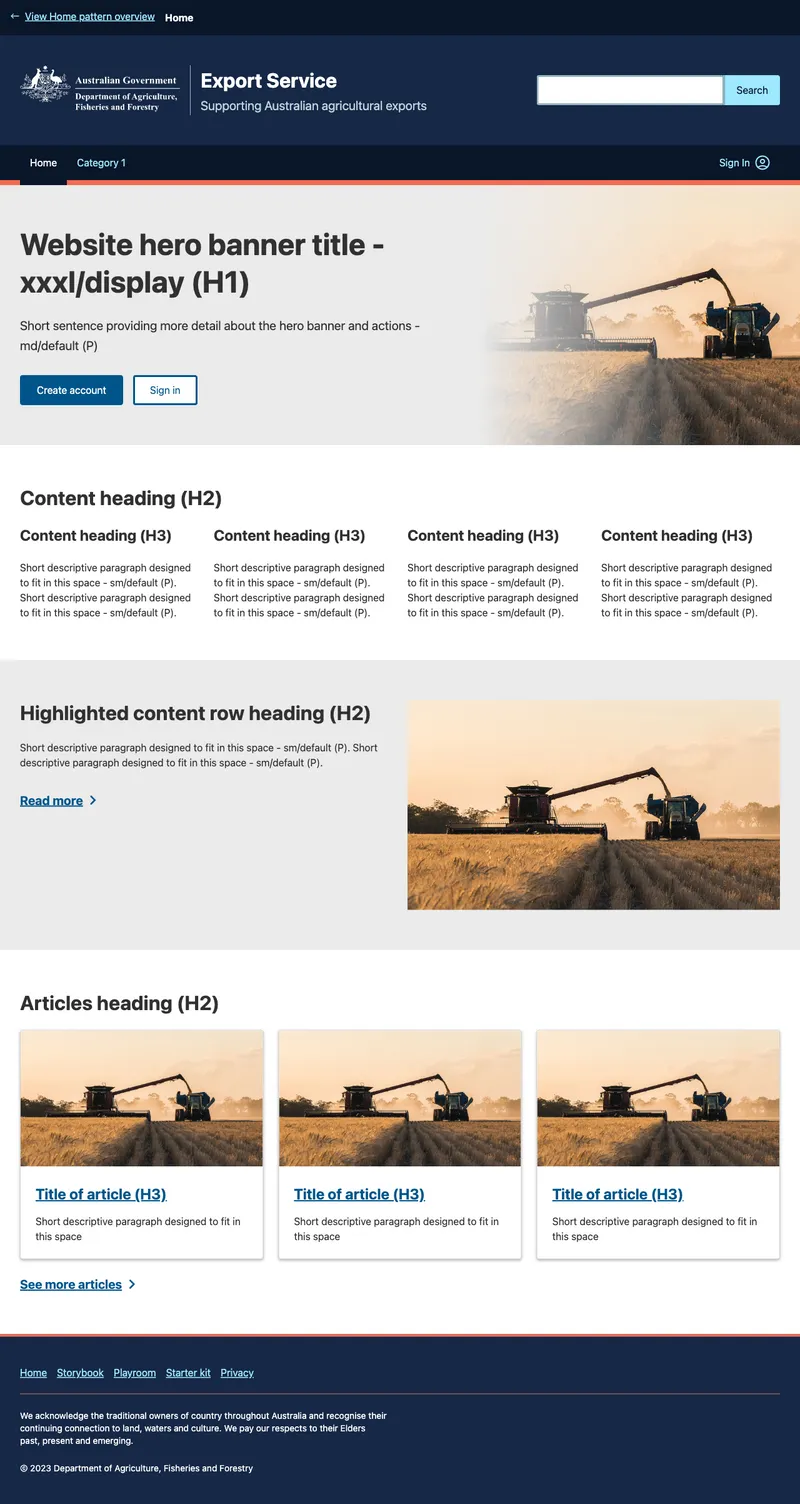 View Home pattern overview Home
Australian Government
Department of Agriculture,
Fisheries and Forestry
Export Service
Supporting Australian agricultural exports
Search
Home Category 1 Sign In
Website hero banner title -
xxxl/display (H1)
Short sentence providing more detail about the hero banner and actions -
md/default (P)
Create account Sign in
Content heading (H2)
Content heading (H3)
Short descriptive paragraph designed
to fit in this space - sm/default (P).
Short descriptive paragraph designed
to fit in this space - sm/default (P).
Content heading (H3)
Short descriptive paragraph designed
to fit in this space - sm/default (P).
Short descriptive paragraph designed
to fit in this space - sm/default (P).
Content heading (H3)
Short descriptive paragraph designed
to fit in this space - sm/default (P).
Short descriptive paragraph designed
to fit in this space - sm/default (P).
Content heading (H3)
Short descriptive paragraph designed
to fit in this space - sm/default (P).
Short descriptive paragraph designed
to fit in this space - sm/default (P).
Highlighted content row heading (H2)
Short descriptive paragraph designed to fit in this space - sm/default (P). Short
descriptive paragraph designed to fit in this space - sm/default (P).
Read more
Articles heading (H2)
Title of article (H3)
Short descriptive paragraph designed to fit in
this space
Title of article (H3)
Short descriptive paragraph designed to fit in
this space
Title of article (H3)
Short descriptive paragraph designed to fit in
this space
See more articles
Home Storybook Playroom Starter kit Privacy
We acknowledge the traditional owners of country throughout Australia and recognise their
continuing connection to land, waters and culture. We pay our respects to their Elders
past, present and emerging.
© 2023 Department of Agriculture, Fisheries and Forestry